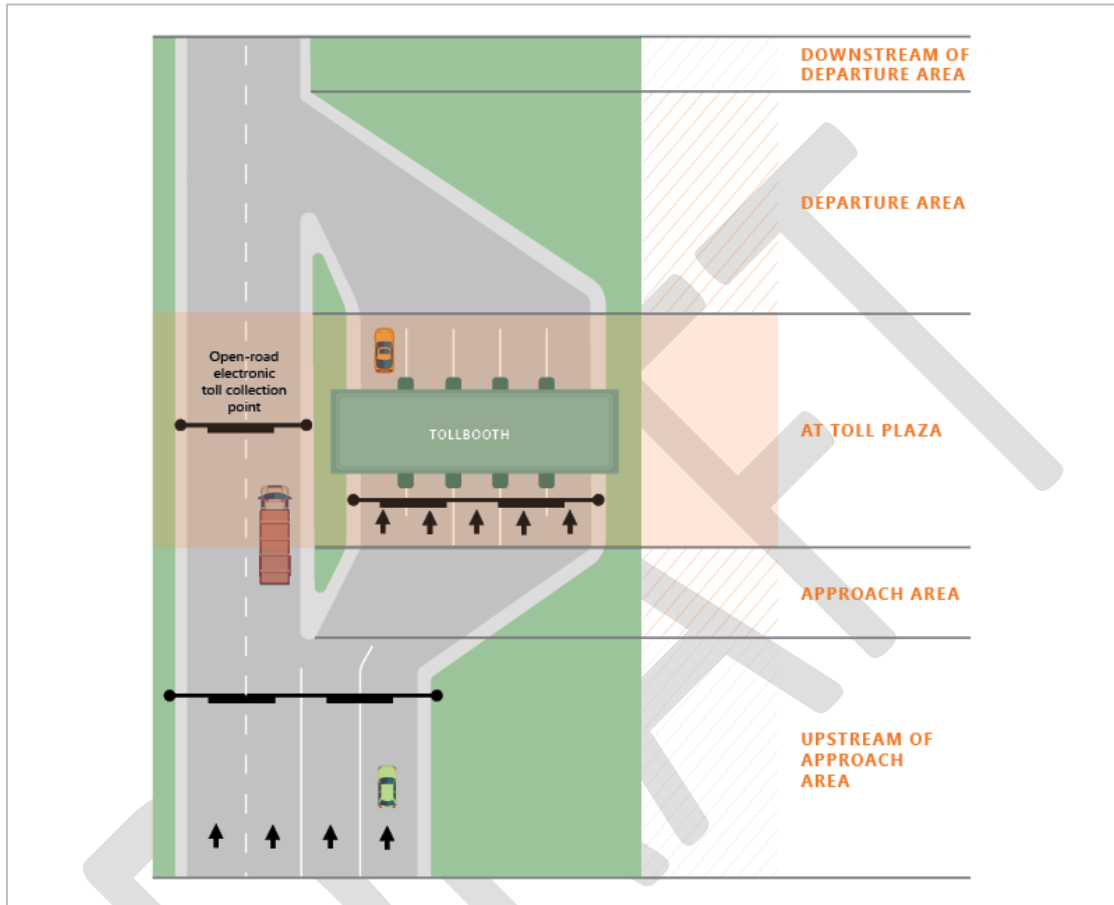 DOWNSTREAM OF
DEPARTURE AREA
DEPARTURE AREA
Open-road
electronic
toll collection
point
TOLLBOOTH
AT TOLL PLAZA
APPROACH AREA
UPSTREAM OF
APPROACH
AREA
DRAFT